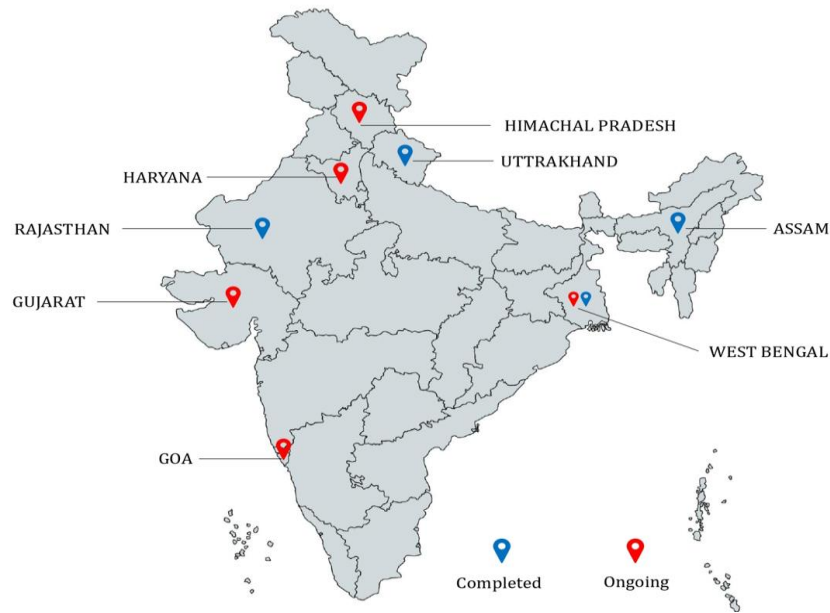 HIMACHAL PRADESH
UTTRAKHAND
HARYANA
RAJASTHAN
ASSAM
GUJARAT
WEST BENGAL
GOA
Completed
Ongoing